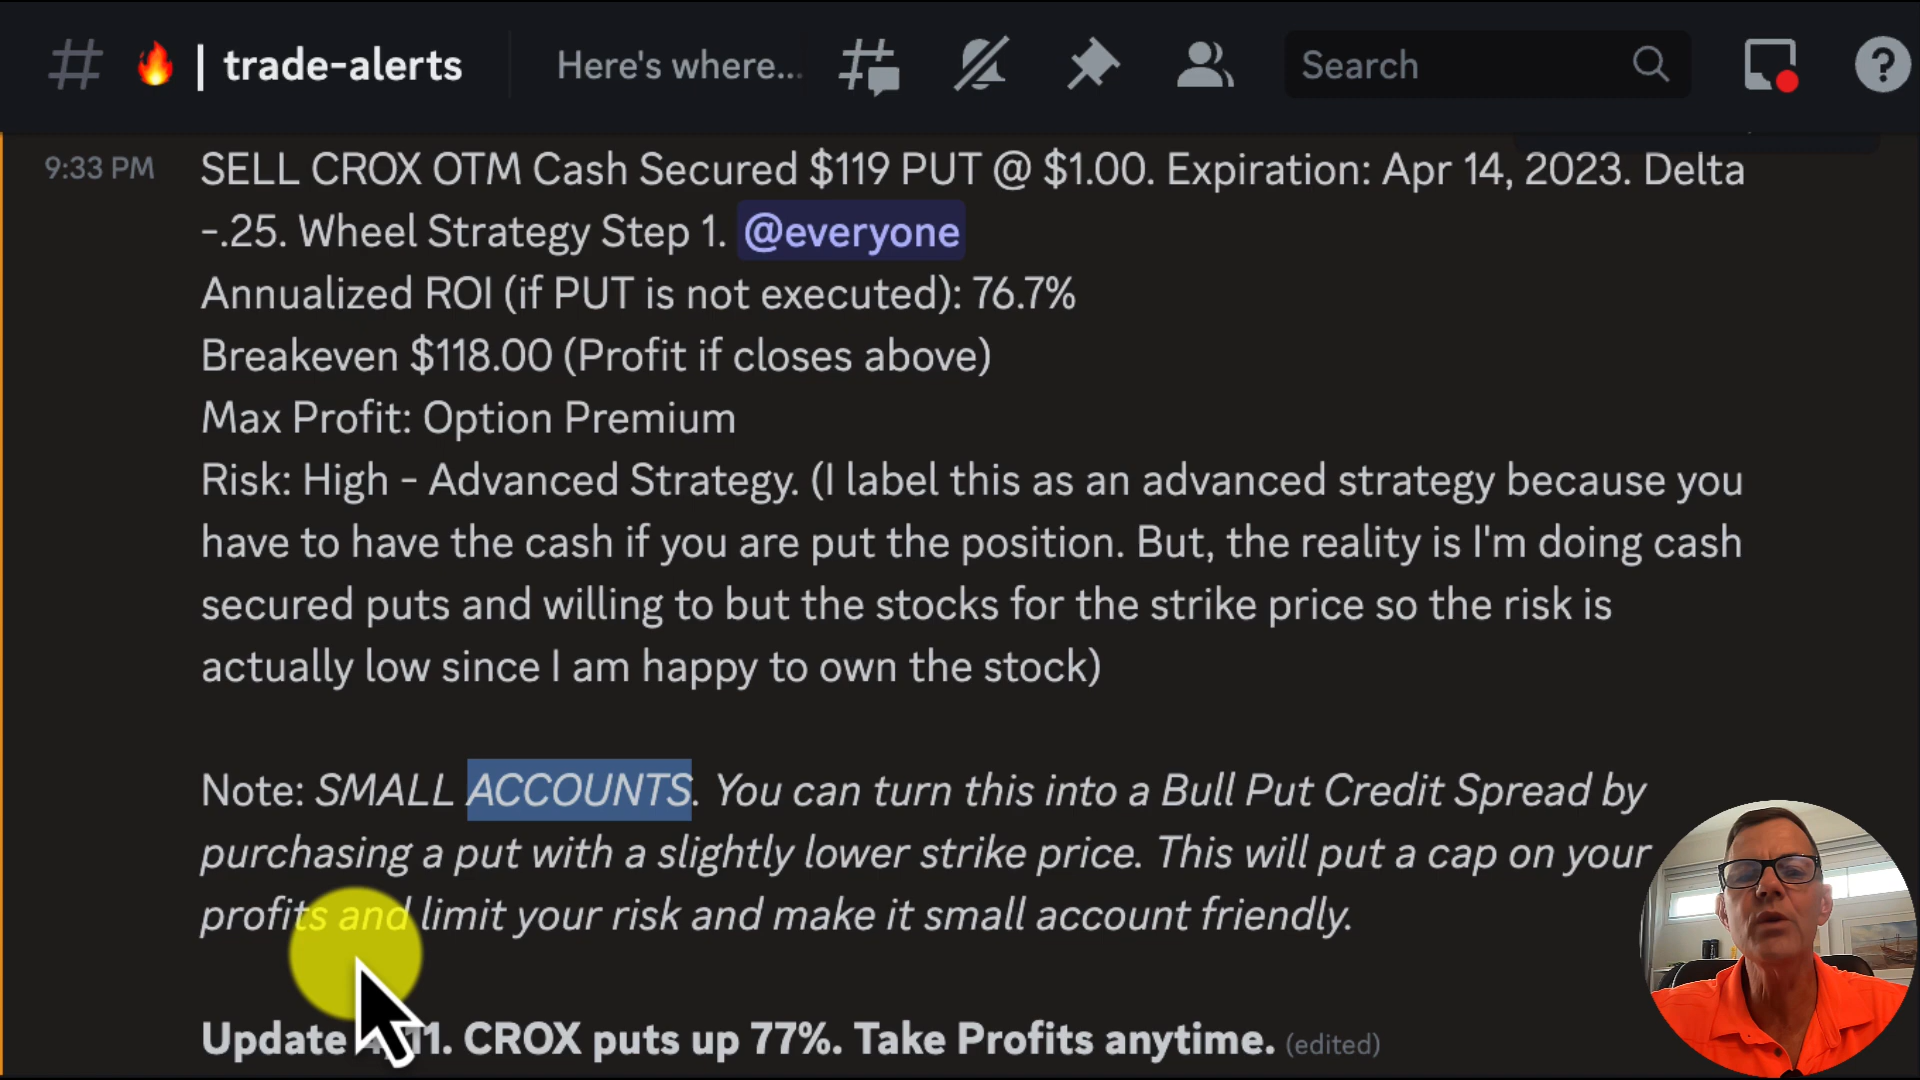 | trade-alerts
Here's where...
Search
9:33 PM
SELL CROX OTM Cash Secured $119 PUT @ $1.00. Expiration: Apr 14, 2023. Delta
-.25. Wheel Strategy Step 1. @everyone
Annualized ROI (if PUT is not executed): 76.7%
Breakeven $118.00 (Profit if closes above)
Max Profit: Option Premium
Risk: High - Advanced Strategy. (I label this as an advanced strategy because you
have to have the cash if you are put the position. But, the reality is I'm doing cash
secured puts and willing to but the stocks for the strike price so the risk is
actually low since I am happy to own the stock)
Note: SMALL ACCOUNTS. You can turn this into a Bull Put Credit Spread by
purchasing a put with a slightly lower strike price. This will put a cap on your
profits and limit your risk and make it small account friendly.
Update 4/11. CROX puts up 77%. Take Profits anytime. (edited)